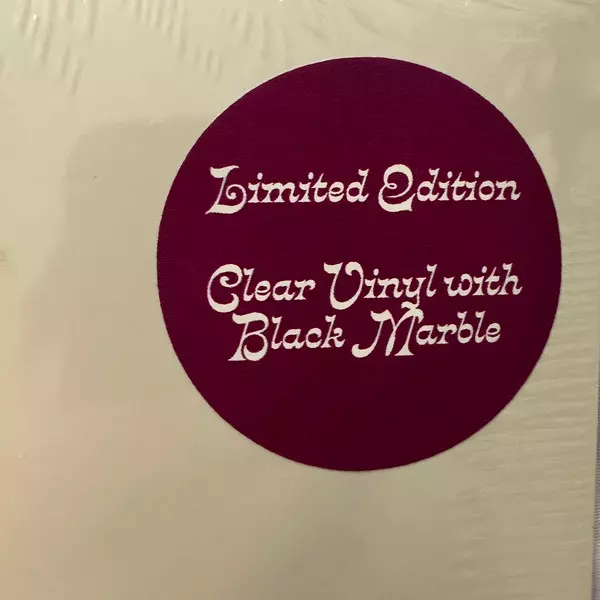 Limited Edition
Clear Vinyl with
Black Marble